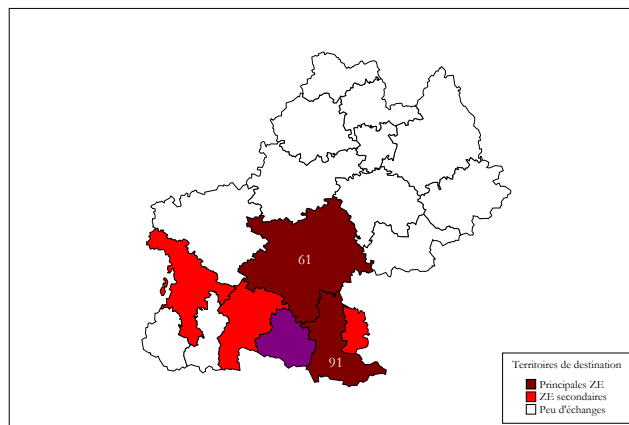 61
91
Territoires de destination
Principales ZE
ZE secondaires
Peu d'échanges